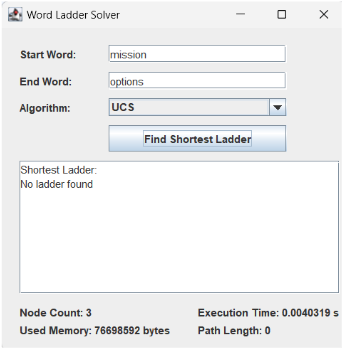 Word Ladder Solver
Start Word: mission
End Word: options
Algorithm: UCS
Find Shortest Ladder
Shortest Ladder:
No ladder found
Node Count: 3 Execution Time: 0.0040319 s
Used Memory: 76698592 bytes Path Length: 0